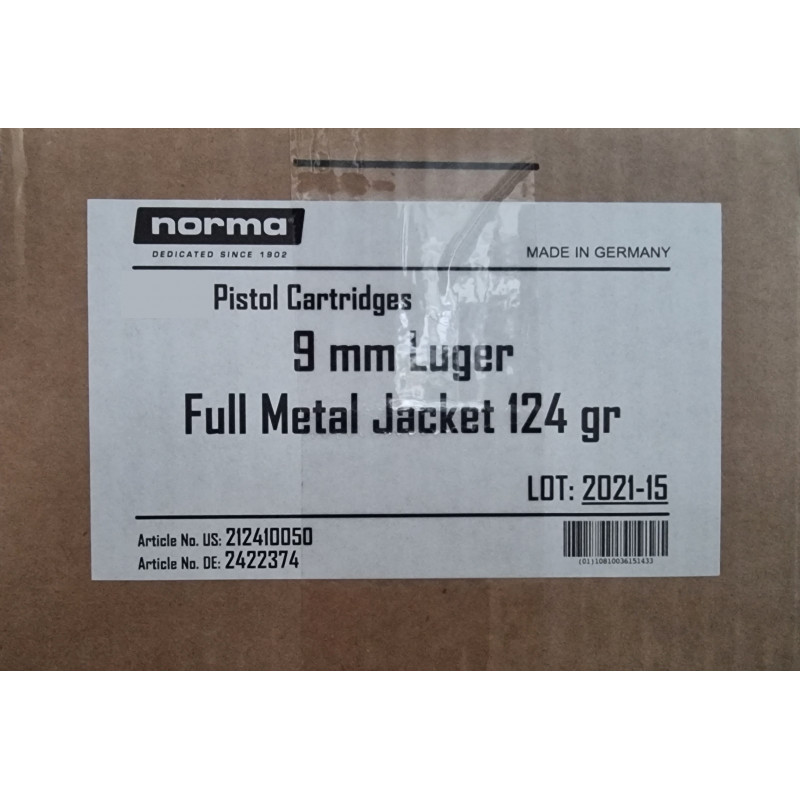 norma
DEDICATED SINCE 1902
MADE IN GERMANY
Pistol Cartridges
9 mm Luger
Full Metal Jacket 124 gr
LOT: 2021-15
Article No. US: 212410050
Article No. DE: 2422374
(01)10810036151433